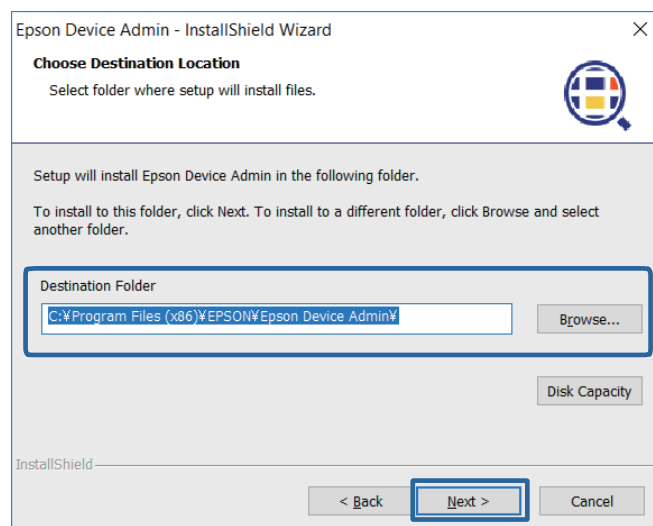 Epson Device Admin - InstallShield Wizard
Choose Destination Location
Select folder where setup will install files.
Setup will install Epson Device Admin in the following folder.
To install to this folder, click Next. To install to a different folder, click Browse and select
another folder.
Destination Folder
C:¥Program Files (x86)¥EPSON¥Epson Device Admin¥
Browse...
Disk Capacity
InstallShield
< Back
Next >
Cancel